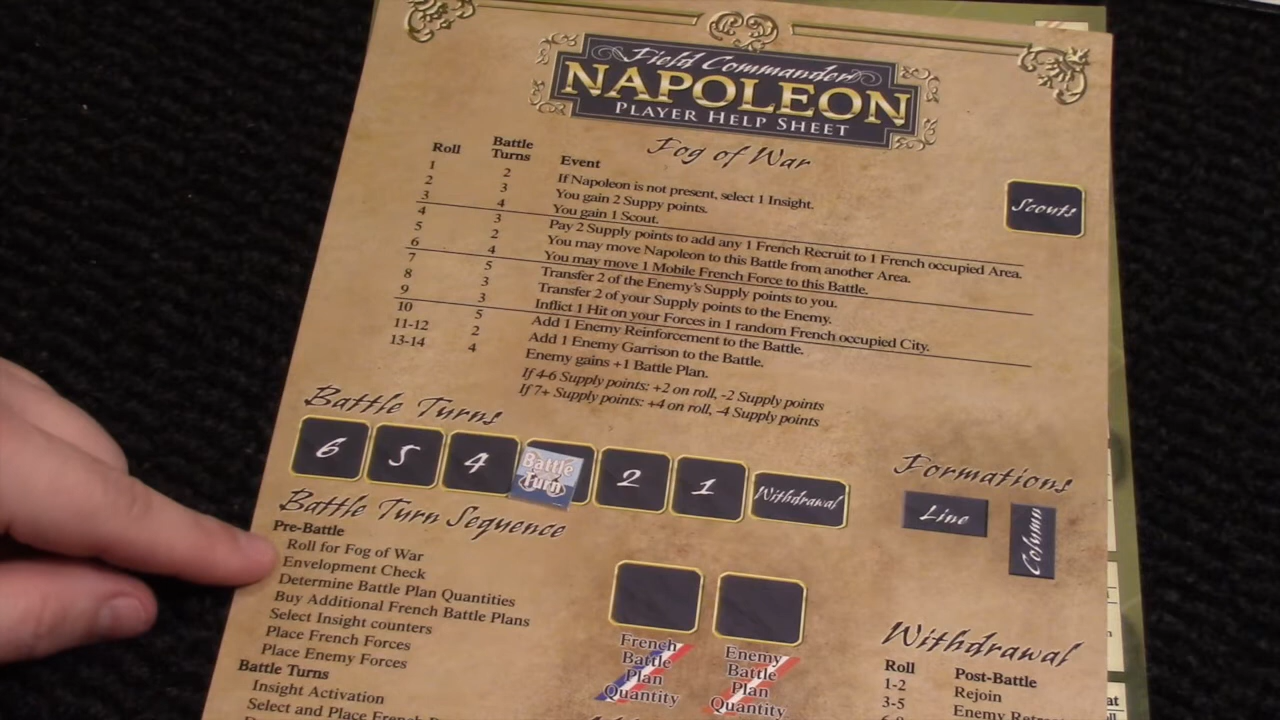 Field Commander
NAPOLEON
PLAYER HELP SHEET
Fog of War
Roll Battle Turns Event
1 2 If Napoleon is not present, select 1 Insight.
2 3 You gain 2 Suppy points.
3 4 You gain 1 Scout.
4 3 Pay 2 Supply points to add any 1 French Recruit to 1 French occupied Area.
5 2 You may move Napoleon to this Battle from another Area.
6 4 You may move 1 Mobile French Force to this Battle.
7 5 Transfer 2 of the Enemy's Supply points to you.
8 3 Transfer 2 of your Supply points to the Enemy.
9 3 Inflict 1 Hit on your Forces in 1 random French occupied City.
10 5 Add 1 Enemy Reinforcement to the Battle.
11-12 2 Add 1 Enemy Garrison to the Battle.
13-14 4 Enemy gains +1 Battle Plan.
If 4-6 Supply points: +2 on roll, -2 Supply points
If 7+ Supply points: +4 on roll, -4 Supply points
Scouts
Battle Turns
6 5 4 Battle Turn 2 1 Withdrawal
Formations
Line
Column
Battle Turn Sequence
Pre-Battle
Roll for Fog of War
Envelopment Check
Determine Battle Plan Quantities
Buy Additional French Battle Plans
Select Insight counters
Place French Forces
Place Enemy Forces
Battle Turns
Insight Activation
Select and Place French
French
Battle
Plan
Quantity
Enemy
Battle
Plan
Quantity
Withdrawal
Roll Post-Battle
1-2 Rejoin
3-5 Enemy